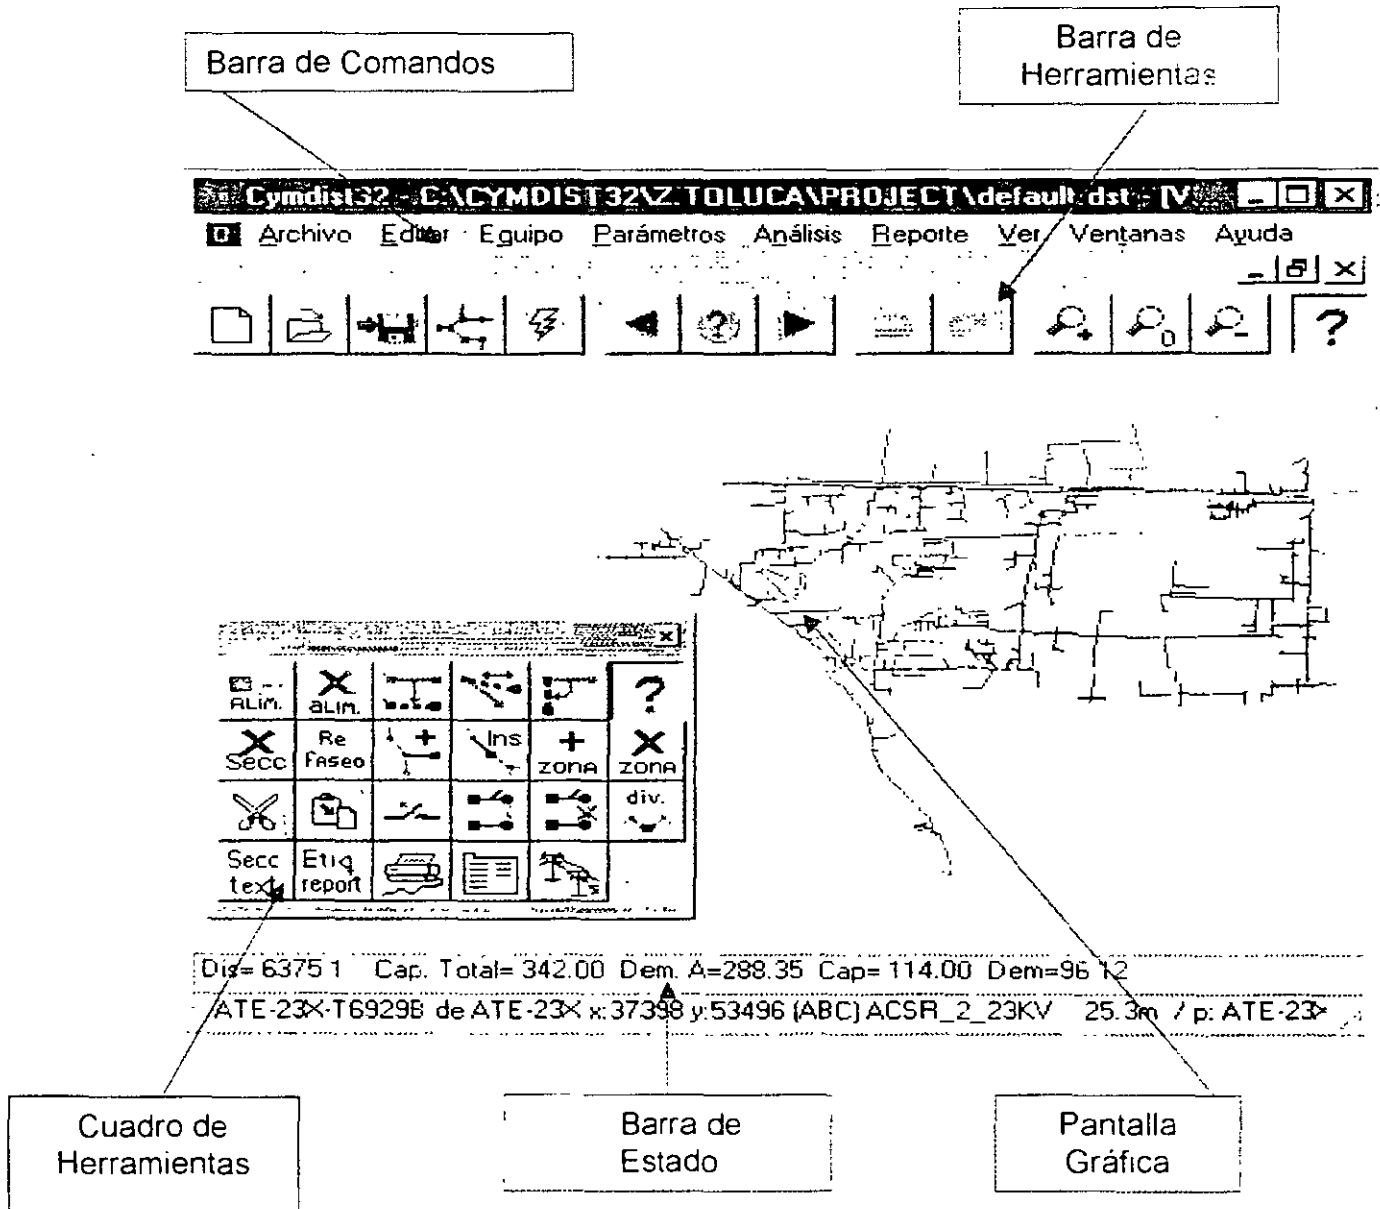 Barra de Comandos
Barra de
Herramientas
Cymdist32 - C:\CYMDIST32\Z.TOLUCA\PROJECT\default.dst - [V
Archivo Editar Equipo Parámetros Análisis Reporte Ver Ventanas Ayuda
?
ALIM. aLIM. ?
Secc Re Faseo + Ins + zona zona
div.
Secc text Etiq report
Dis= 6375 1 Cap. Total= 342.00 Dem. A=288.35 Cap= 114.00 Dem=96 12
ATE-23X-T6929B de ATE-23X x:37398 y:53496 (ABC) ACSR_2_23KV 25.3m / p: ATE-23X
Cuadro de
Herramientas
Barra de
Estado
Pantalla
Gráfica